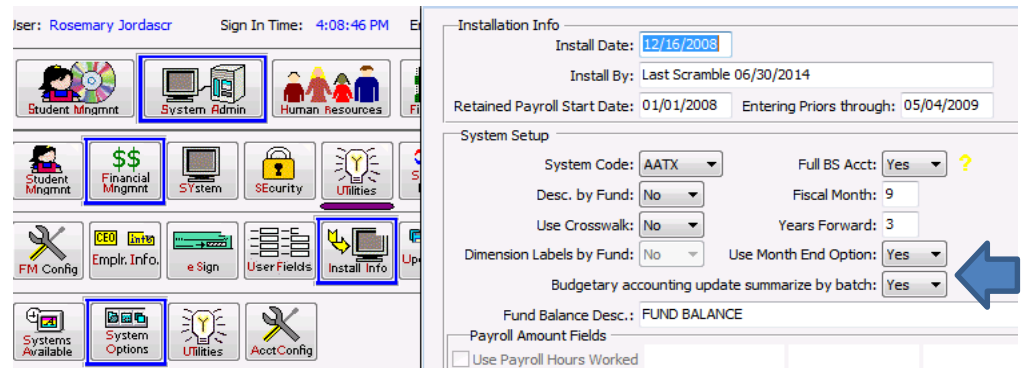 User: Rosemary Jordascr Sign In Time: 4:08:46 PM
Student Mngmnt System Admin Human Resources
Student Mngmnt Financial Mngmnt SYstem SEcurity UTilities
FM Config CEO Emplr. Info. e Sign User Fields Install Info
Systems Available System Options UTilities AcctConfig
Installation Info
Install Date: 12/16/2008
Install By: Last Scramble 06/30/2014
Retained Payroll Start Date: 01/01/2008 Entering Priors through: 05/04/2009
System Setup
System Code: AATX Full BS Acct: Yes ?
Desc. by Fund: No Fiscal Month: 9
Use Crosswalk: No Years Forward: 3
Dimension Labels by Fund: No Use Month End Option: Yes
Budgetary accounting update summarize by batch: Yes
Fund Balance Desc.: FUND BALANCE
Payroll Amount Fields
Use Payroll Hours Worked